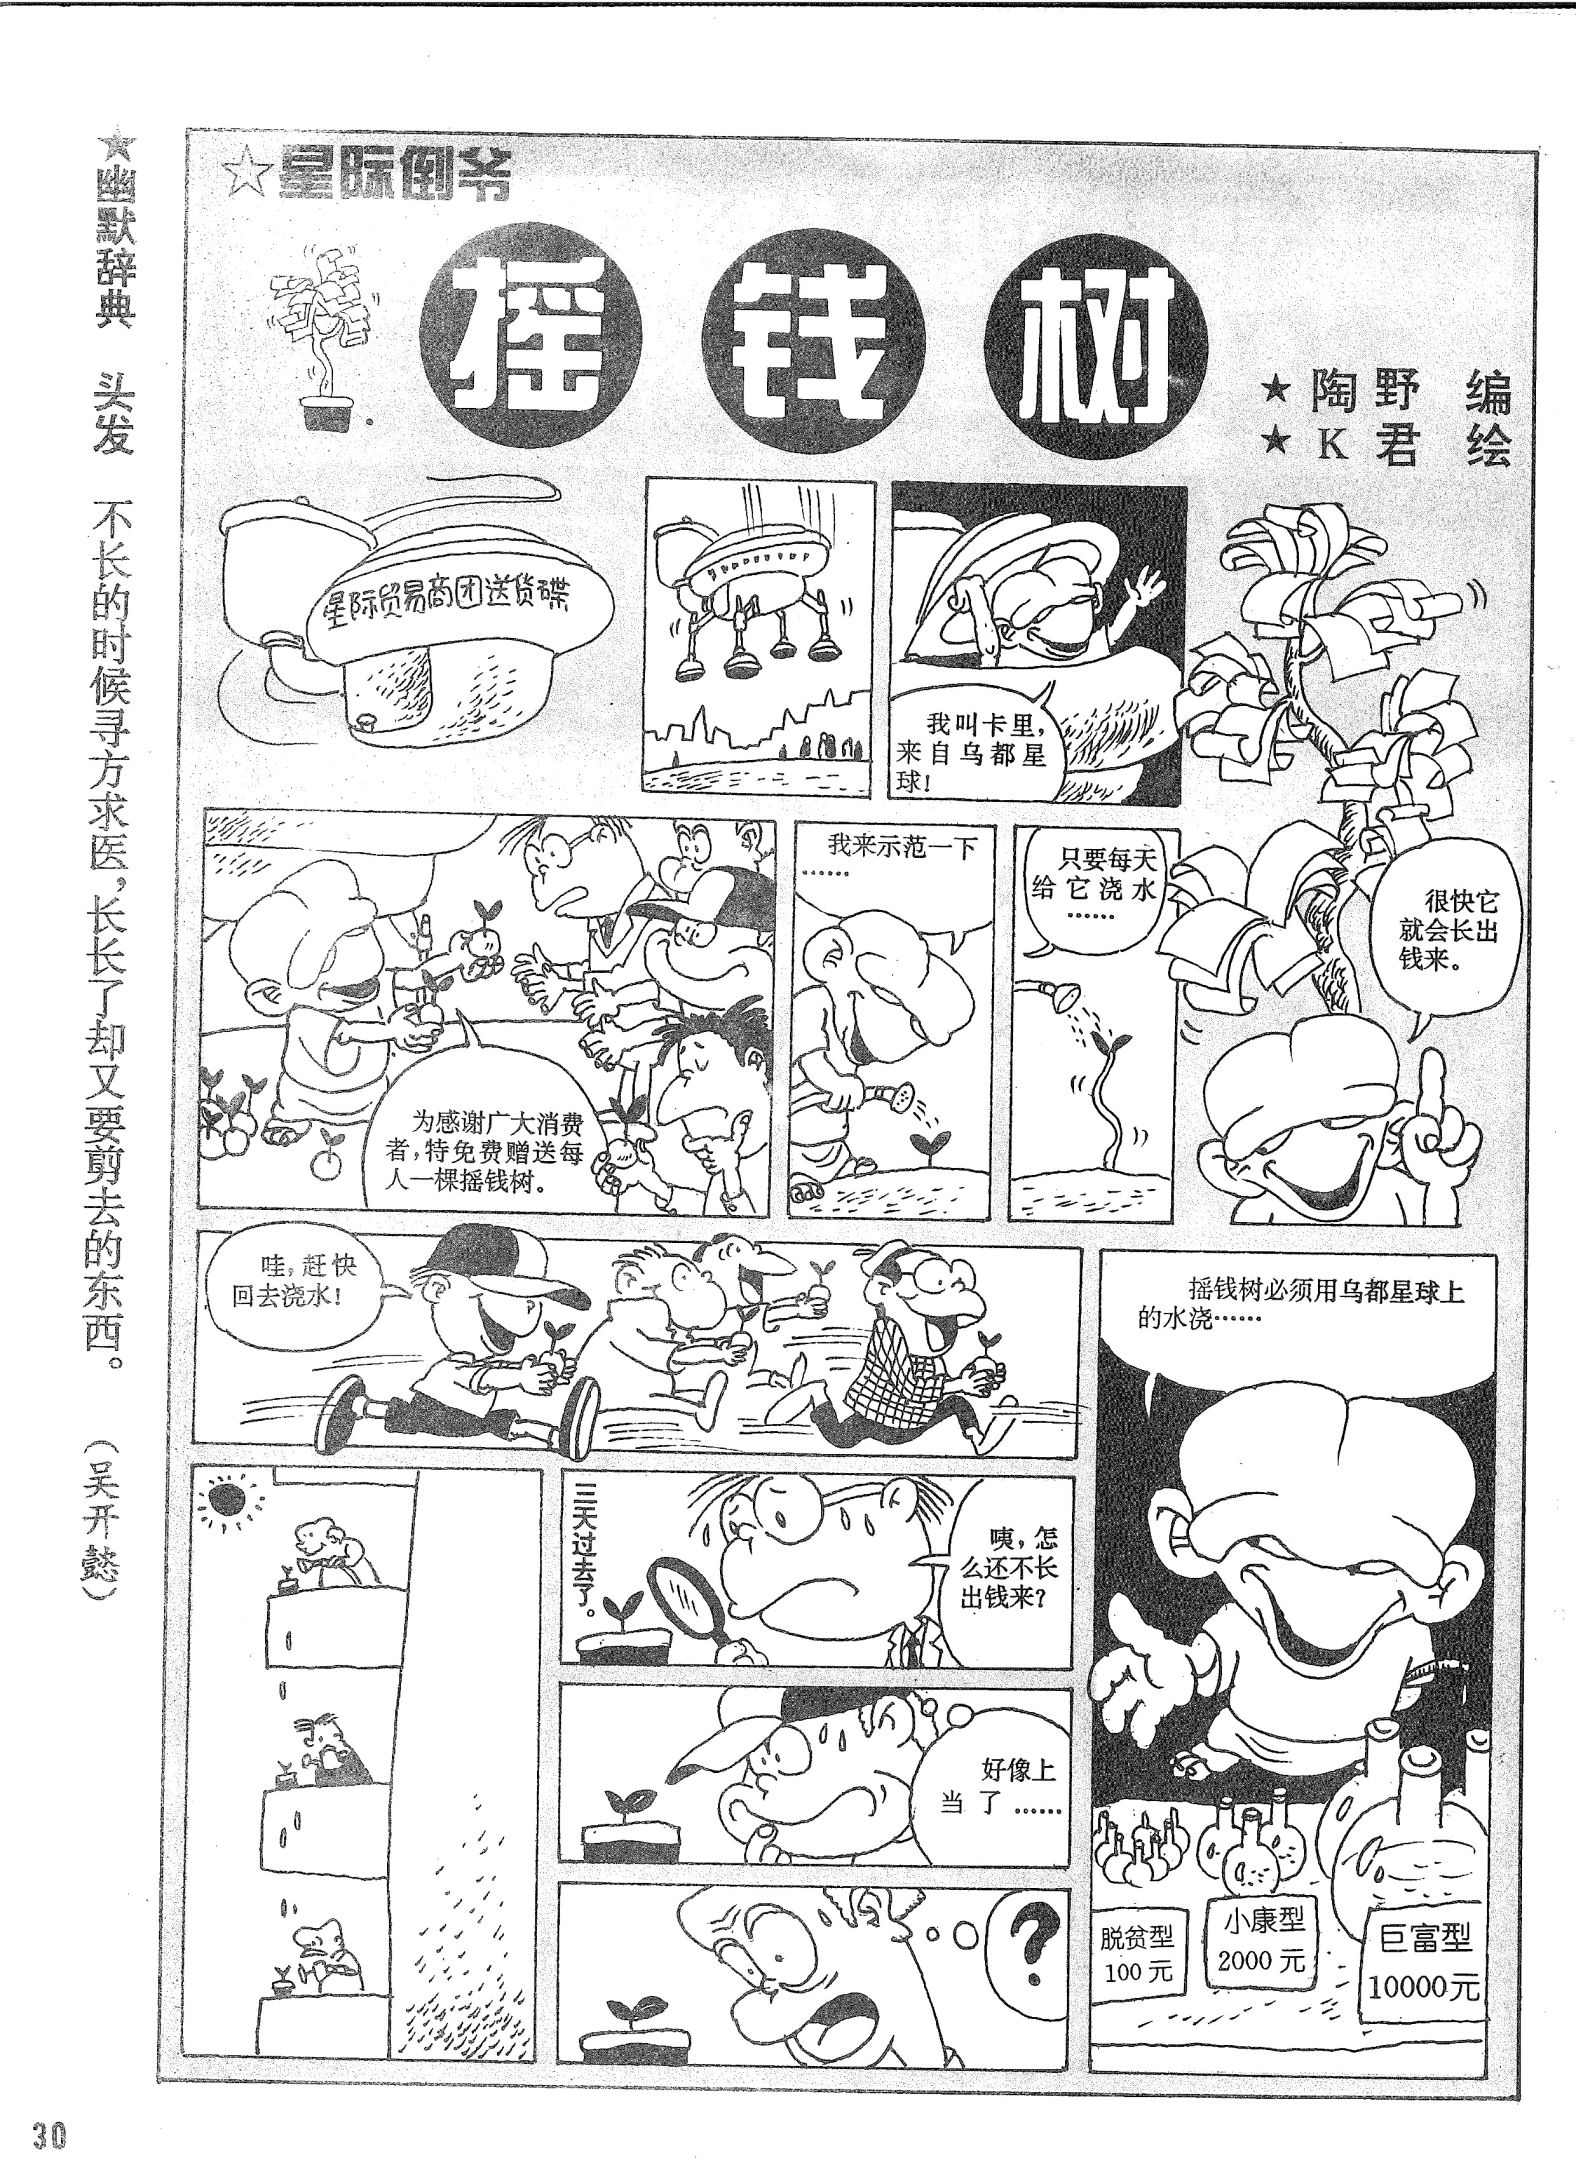 ★幽默辞典　头发　不长的时候寻方求医，长长了却又要剪去的东西。　（吴开懿）
☆星际倒爷
摇钱树
★陶野　编
★K君　绘
星际贸易商团送货碟
我叫卡里，
来自乌都星
球！
为感谢广大消费
者，特免费赠送每
人一棵摇钱树。
我来示范一下
……
只要每天
给它浇水
……
很快它
就会长出
钱来。
哇，赶快
回去浇水！
三天过去了。
咦，怎
么还不长
出钱来？
好像上
当了……
?
摇钱树必须用乌都星球上
的水浇……
脱贫型
100元
小康型
2000元
巨富型
10000元
30